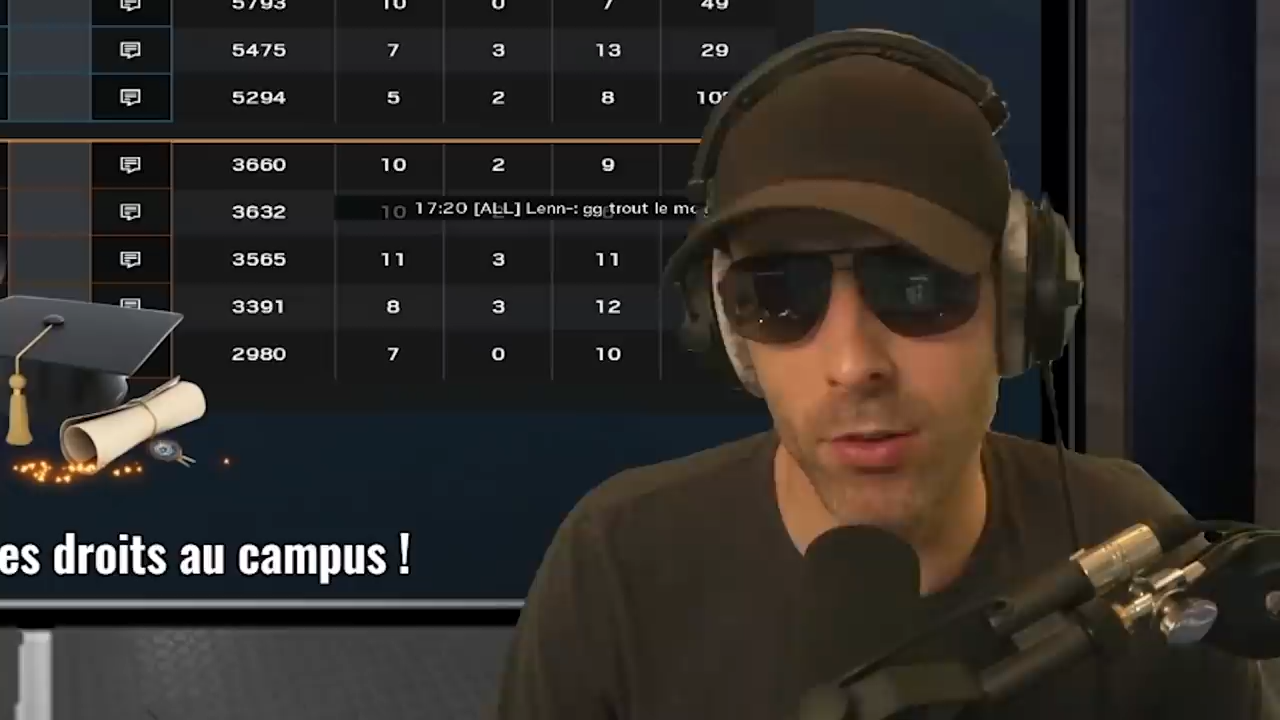 5793 10 0 7 49
5475 7 3 13 29
5294 5 2 8
3660 10 2 9
17:20 [ALL] Lenn-: gg trout le
3632 10
3565 11 3 11
3391 8 3 12
2980 7 0 10
es droits au campus !